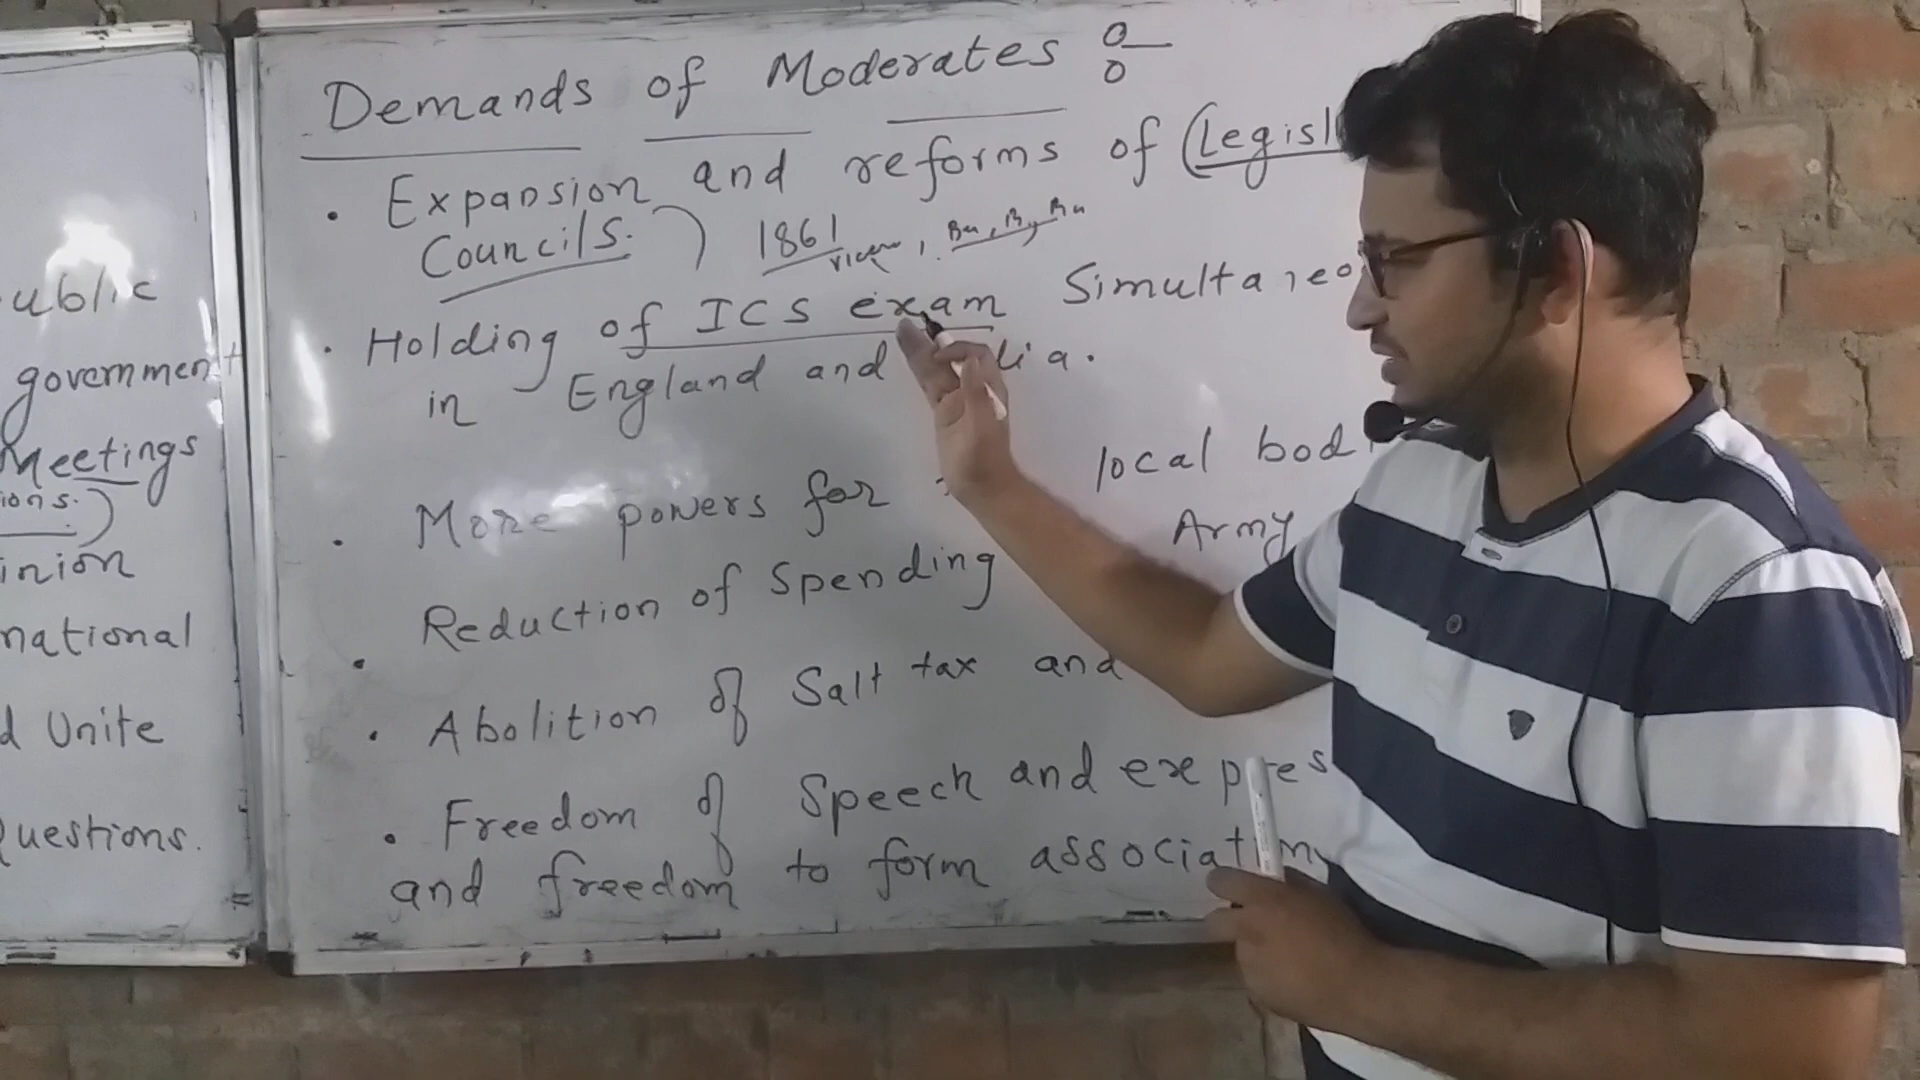 ublic
government
Meetings
ions.)
inion
national
d Unite
Questions.
Demands of Moderates :-
• Expansion and reforms of (Legisl
Councils.) 1861
• Holding of ICS exam Simultaneo
in England and dia.
• More powers for local bod
• Reduction of Spending Army
• Abolition of Salt tax and
• Freedom of Speech and expres
and freedom to form association